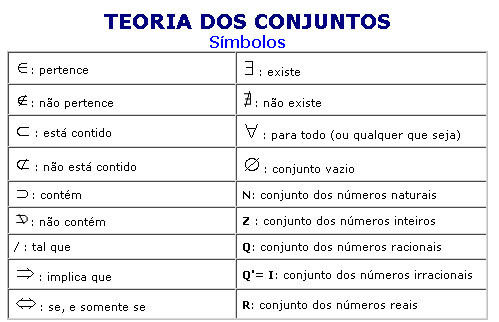 TEORIA DOS CONJUNTOS
Símbolos
∈ : pertence
∃ : existe
∉ : não pertence
∄ : não existe
⊂ : está contido
∀ : para todo (ou qualquer que seja)
⊄ : não está contido
∅ : conjunto vazio
⊃ : contém
N: conjunto dos números naturais
⊅ : não contém
Z : conjunto dos números inteiros
/ : tal que
Q: conjunto dos números racionais
⇒ : implica que
Q'= I: conjunto dos números irracionais
⇔ : se, e somente se
R: conjunto dos números reais